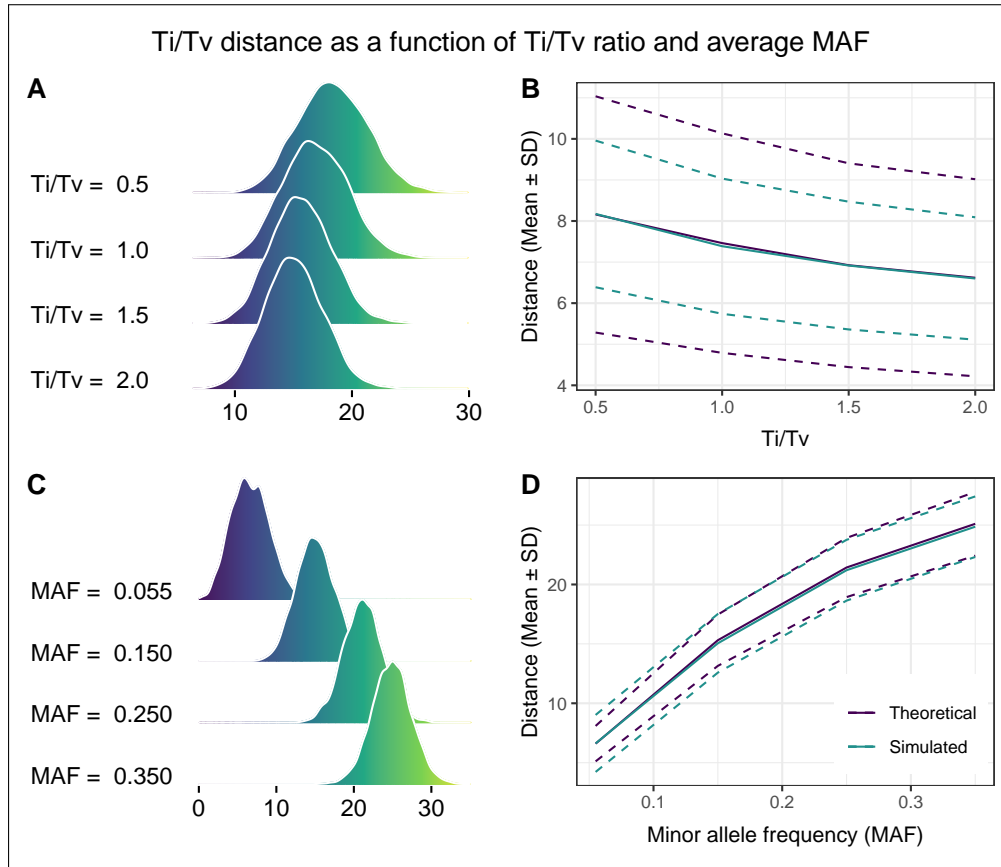 Ti/Tv distance as a function of Ti/Tv ratio and average MAF
A
Ti/Tv = 0.5
Ti/Tv = 1.0
Ti/Tv = 1.5
Ti/Tv = 2.0
10 20 30
B
Distance (Mean ± SD)
10
8
6
4
0.5 1.0 1.5 2.0
Ti/Tv
C
MAF = 0.055
MAF = 0.150
MAF = 0.250
MAF = 0.350
0 10 20 30
D
Distance (Mean ± SD)
20
10
Theoretical
Simulated
0.1 0.2 0.3
Minor allele frequency (MAF)